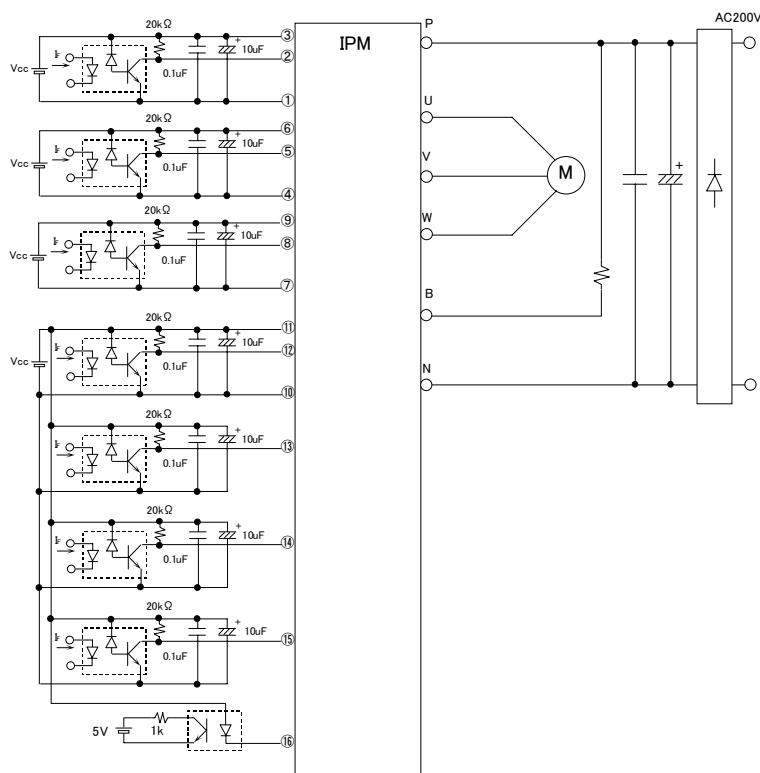 AC200V
IPM
P
20kΩ
③
IF
+
10uF
②
Vcc
0.1uF
①
U
20kΩ
⑥
IF
+
10uF
⑤
Vcc
0.1uF
④
V
M
+
20kΩ
⑨
W
IF
+
10uF
⑧
Vcc
0.1uF
⑦
B
20kΩ
⑪
IF
+
10uF
⑫
Vcc
0.1uF
⑩
N
20kΩ
IF
+
10uF
⑬
0.1uF
20kΩ
IF
+
10uF
⑭
0.1uF
20kΩ
IF
+
10uF
⑮
0.1uF
5V
1k
⑯